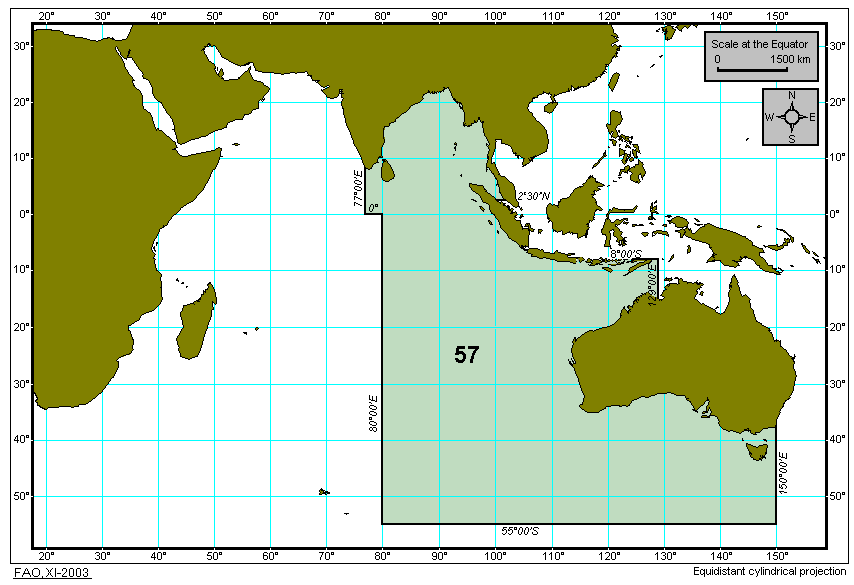 20° 30° 40° 50° 60° 70° 80° 90° 100° 110° 120° 130° 140° 150°
30° 30°
Scale at the Equator
0 1500 km
N
W E
S
20° 20°
10° 10°
77°00'E
2°30'N
0° 0° 0°
8°00'S
129°00'E
10° 10°
20° 20°
57
30° 30°
80°00'E
40° 40°
150°00'E
50° 50°
55°00'S
20° 30° 40° 50° 60° 70° 80° 90° 100° 110° 120° 130° 140° 150°
FAO, XI-2003
Equidistant cylindrical projection